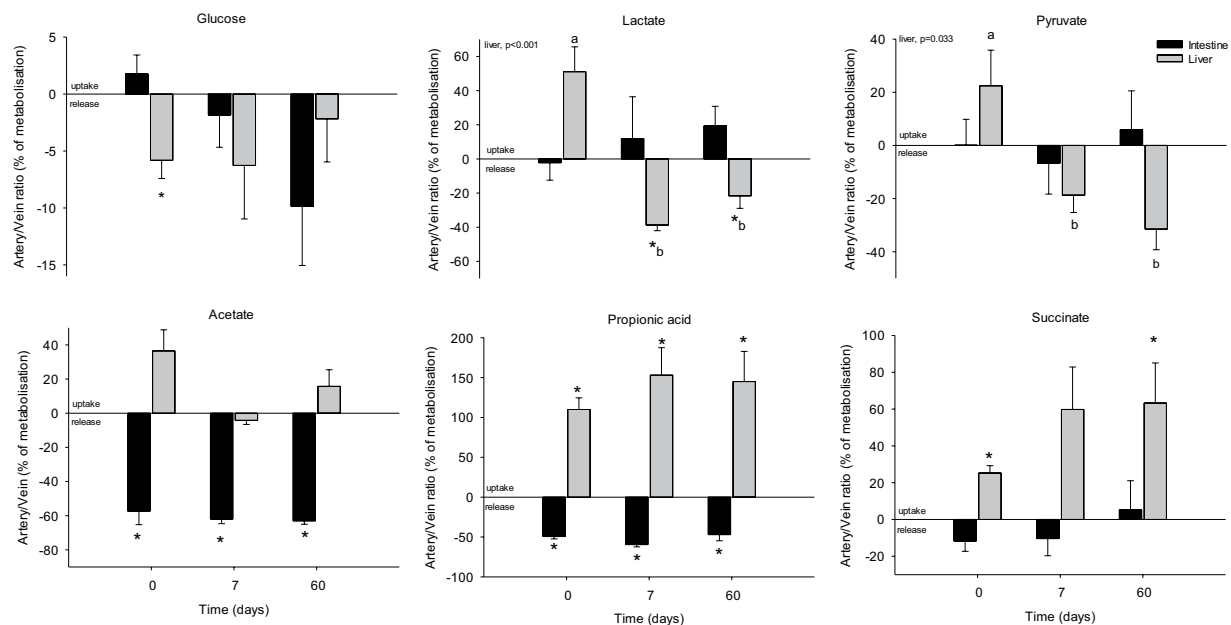 Glucose
Artery/Vein ratio (% of metabolisation)
5
0
-5
-10
-15
uptake
release
*
Lactate
Artery/Vein ratio (% of metabolisation)
liver, p<0.001
60
40
20
0
-20
-40
-60
uptake
release
a
*b
*b
Pyruvate
Artery/Vein ratio (% of metabolisation)
liver, p=0.033
40
20
0
-20
-40
uptake
release
a
b
b
Intestine
Liver
Acetate
Artery/Vein (% of metabolisation)
40
20
0
-20
-40
-60
-80
uptake
release
*
*
*
0 7 60
Time (days)
Propionic acid
Artery/Vein ratio (% of metabolisation)
200
150
100
50
0
-50
-100
uptake
release
*
*
*
*
*
*
0 7 60
Time (days)
Succinate
Artery/Vein ratio (% of metabolisation)
100
80
60
40
20
0
-20
uptake
release
*
*
0 7 60
Time (days)